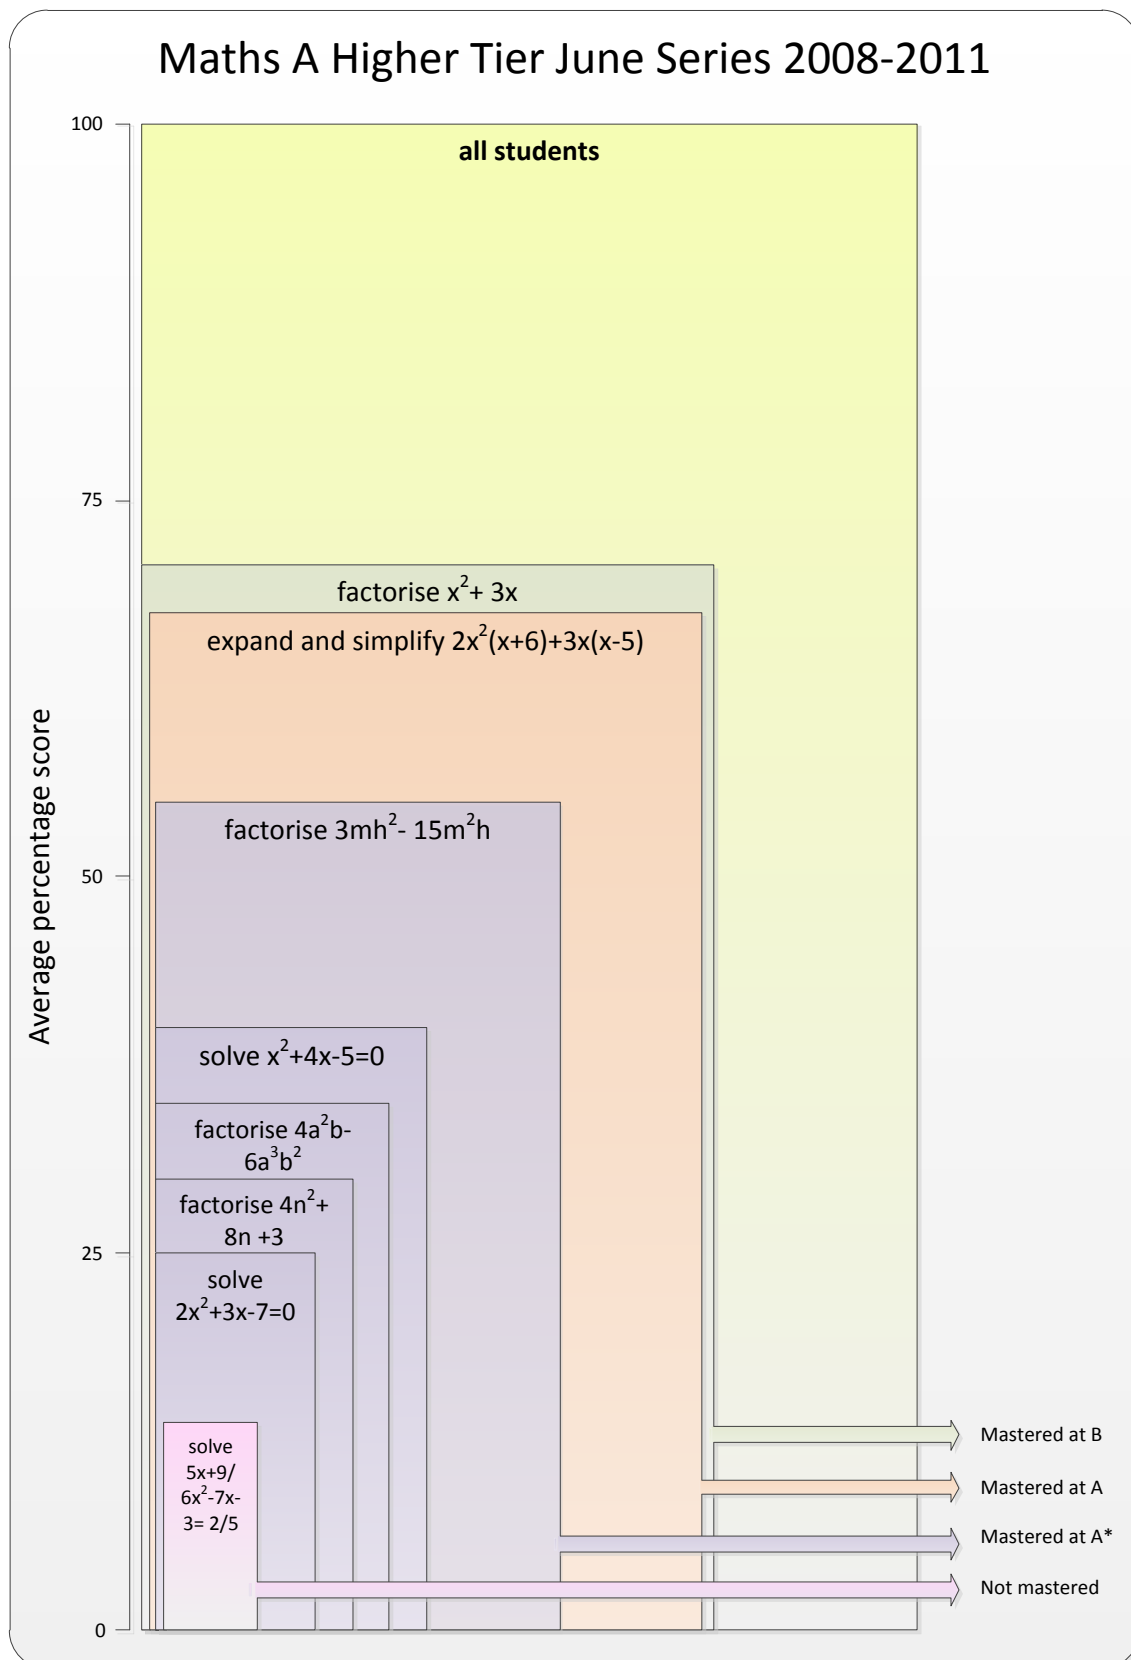 Maths A Higher Tier June Series 2008-2011
100
all students
75
factorise x²+ 3x
expand and simplify 2x²(x+6)+3x(x-5)
Average percentage score
factorise 3mh²- 15m²h
50
solve x²+4x-5=0
factorise 4a²b-
6a³b²
factorise 4n²+
8n +3
25
solve
2x²+3x-7=0
solve
5x+9/
6x²-7x-
3= 2/5
Mastered at B
Mastered at A
Mastered at A*
Not mastered
0